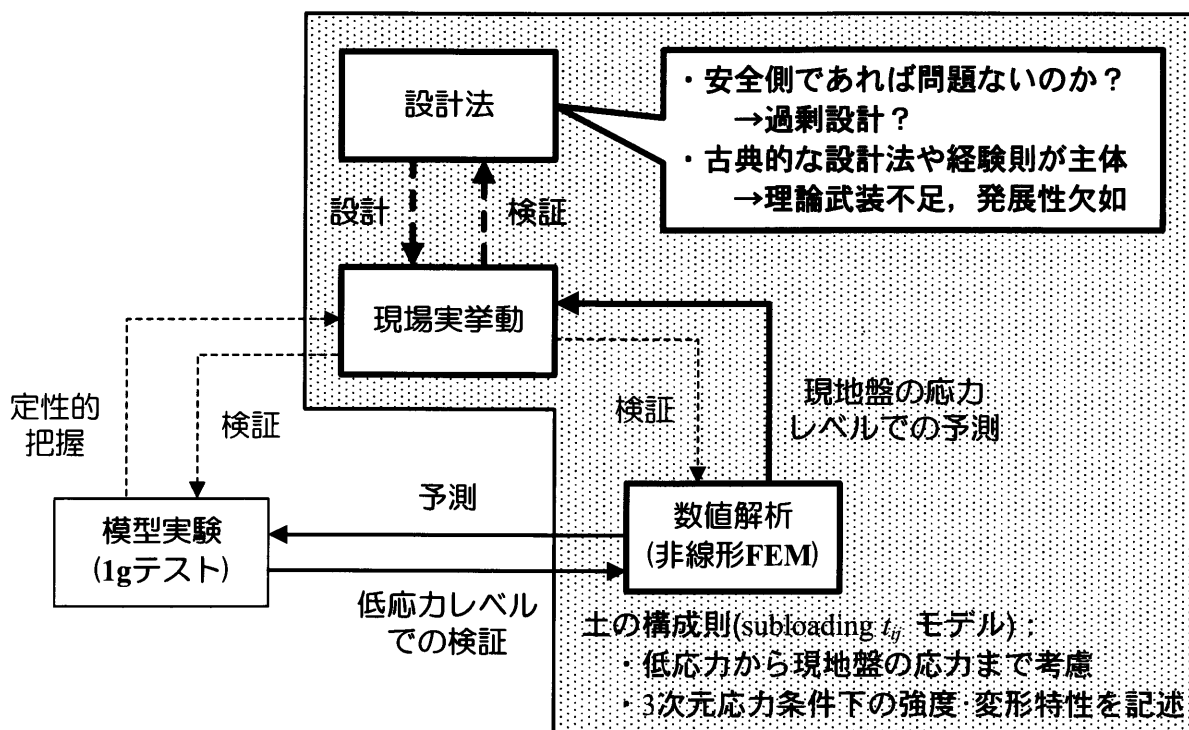 設計法
・安全側であれば問題ないのか？
→過剰設計？
・古典的な設計法や経験則が主体
→理論武装不足，発展性欠如
設計
検証
現場実挙動
定性的
把握
検証
検証
現地盤の応力
レベルでの予測
予測
模型実験
(1gテスト)
数値解析
(非線形FEM)
低応力レベル
での検証
土の構成則(subloading tij モデル)：
・低応力から現地盤の応力まで考慮
・3次元応力条件下の強度・変形特性を記述